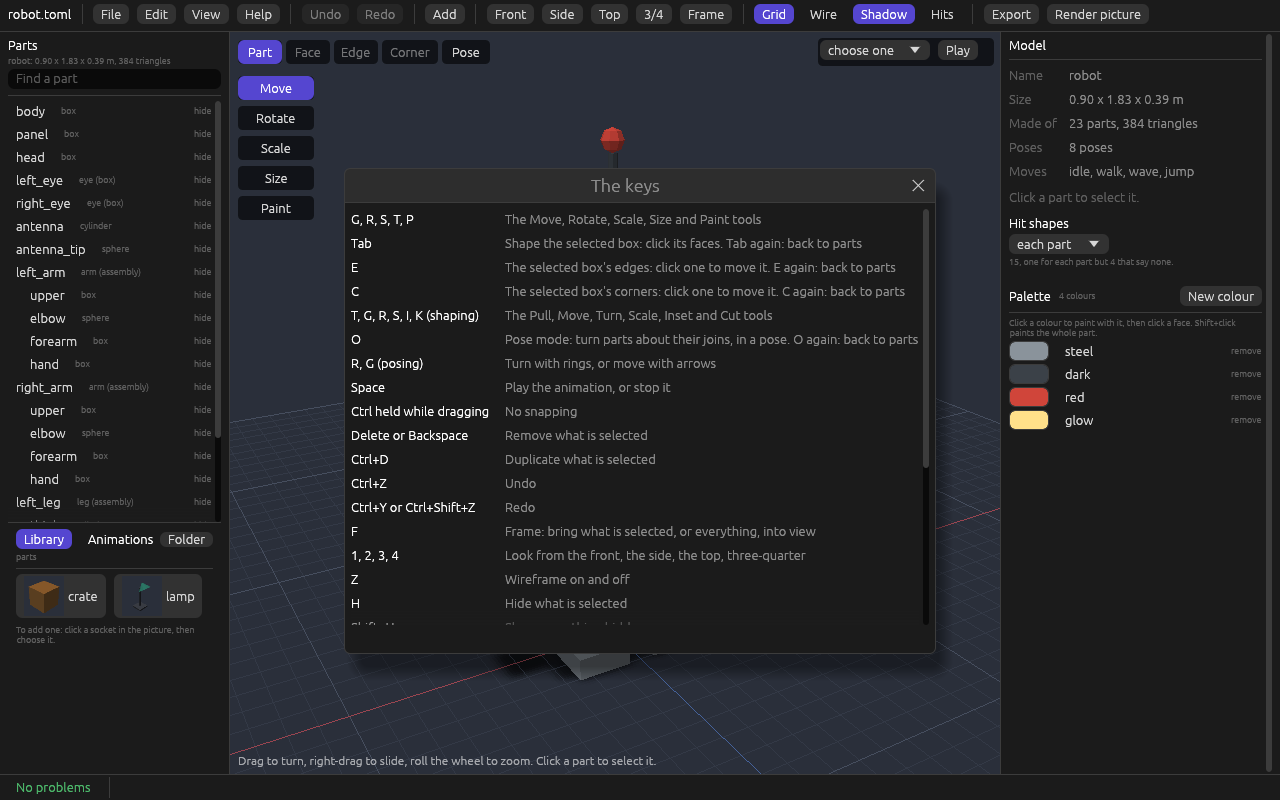 robot.toml File Edit View Help Undo Redo Add Front Side Top 3/4 Frame Grid Wire Shadow Hits Export Render picture
Parts
robot: 0.90 x 1.83 x 0.39 m, 384 triangles
Find a part
body box hide
panel box hide
head box hide
left_eye eye (box) hide
right_eye eye (box) hide
antenna cylinder hide
antenna_tip sphere hide
left_arm arm (assembly) hide
upper box hide
elbow sphere hide
forearm box hide
hand box hide
right_arm arm (assembly) hide
upper box hide
elbow sphere hide
forearm box hide
hand box hide
left_leg leg (assembly) hide
Library Animations Folder
parts
crate lamp
To add one: click a socket in the picture, then
choose it.
Part Face Edge Corner Pose
choose one Play
Move
Rotate
Scale
Size
Paint
The keys
G, R, S, T, P The Move, Rotate, Scale, Size and Paint tools
Tab Shape the selected box: click its faces. Tab again: back to parts
E The selected box's edges: click one to move it. E again: back to parts
C The selected box's corners: click one to move it. C again: back to parts
T, G, R, S, I, K (shaping) The Pull, Move, Turn, Scale, Inset and Cut tools
O Pose mode: turn parts about their joins, in a pose. O again: back to parts
R, G (posing) Turn with rings, or move with arrows
Space Play the animation, or stop it
Ctrl held while dragging No snapping
Delete or Backspace Remove what is selected
Ctrl+D Duplicate what is selected
Ctrl+Z Undo
Ctrl+Y or Ctrl+Shift+Z Redo
F Frame: bring what is selected, or everything, into view
1, 2, 3, 4 Look from the front, the side, the top, three-quarter
Z Wireframe on and off
H Hide what is selected
Drag to turn, right-drag to slide, roll the wheel to zoom. Click a part to select it.
Model
Name robot
Size 0.90 x 1.83 x 0.39 m
Made of 23 parts, 384 triangles
Poses 8 poses
Moves idle, walk, wave, jump
Click a part to select it.
Hit shapes
each part
15, one for each part but 4 that say none.
Palette 4 colours New colour
Click a colour to paint with it, then click a face. Shift+click
paints the whole part.
steel remove
dark remove
red remove
glow remove
No problems